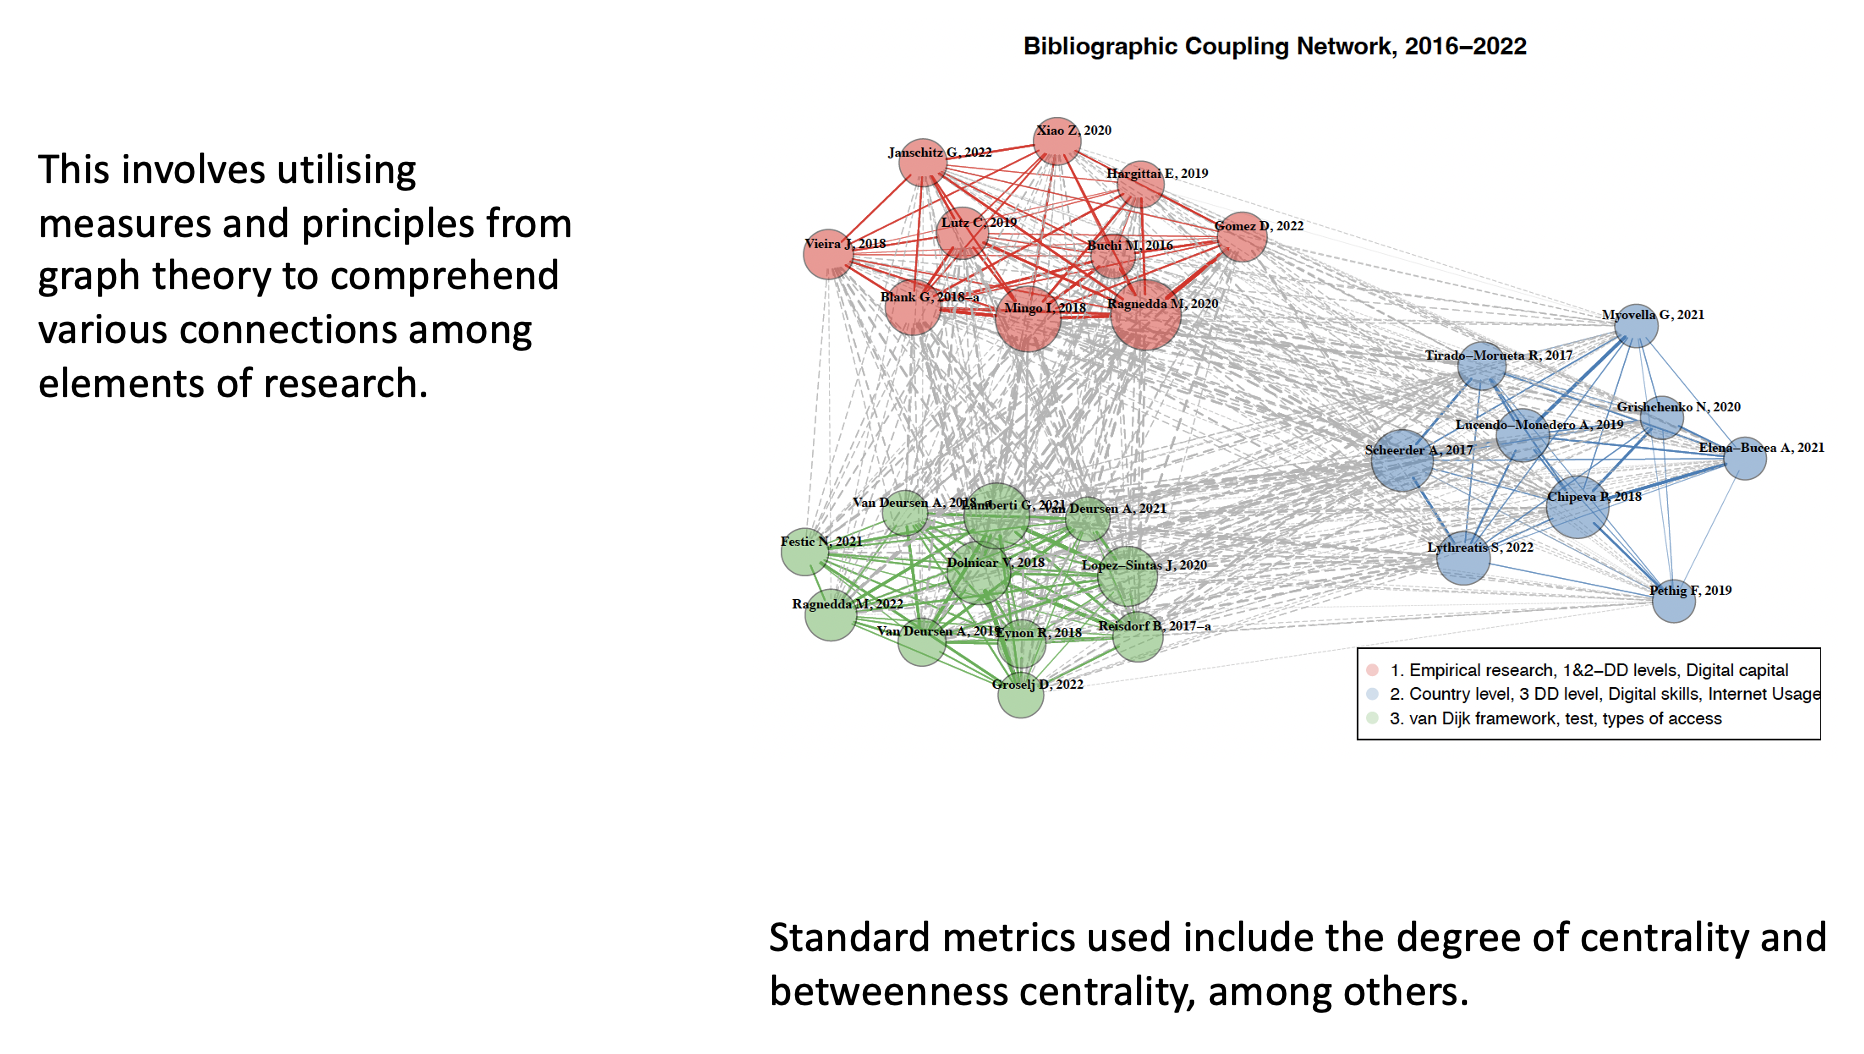 Bibliographic Coupling Network, 2016–2022
This involves utilising
measures and principles from
graph theory to comprehend
various connections among
elements of research.
Xiao Z, 2020
Janschitz G, 2022
Hargittai E, 2019
Lutz C, 2019
Gomez D, 2022
Vieira J, 2018
Buchi M, 2016
Blank G, 2018–a
Mingo I, 2018
Ragnedda M, 2020
Myovella G, 2021
Tirado–Morueta R, 2017
Grishchenko N, 2020
Lucendo–Monedero A, 2019
Scheerder A, 2017
Elena–Bucea A, 2021
Chipeva P, 2018
Lythreatis S, 2022
Pethig F, 2019
Van Deursen A, 2018
Lamberti G, 2021
Van Deursen A, 2021
Festic N, 2021
Dolnicar V, 2018
Lopez–Sintas J, 2020
Ragnedda M, 2022
Van Deursen A, 2019
Eynon R, 2018
Reisdorf B, 2017–a
Groselj D, 2022
1. Empirical research, 1&2–DD levels, Digital capital
2. Country level, 3 DD level, Digital skills, Internet Usage
3. van Dijk framework, test, types of access
Standard metrics used include the degree of centrality and
betweenness centrality, among others.